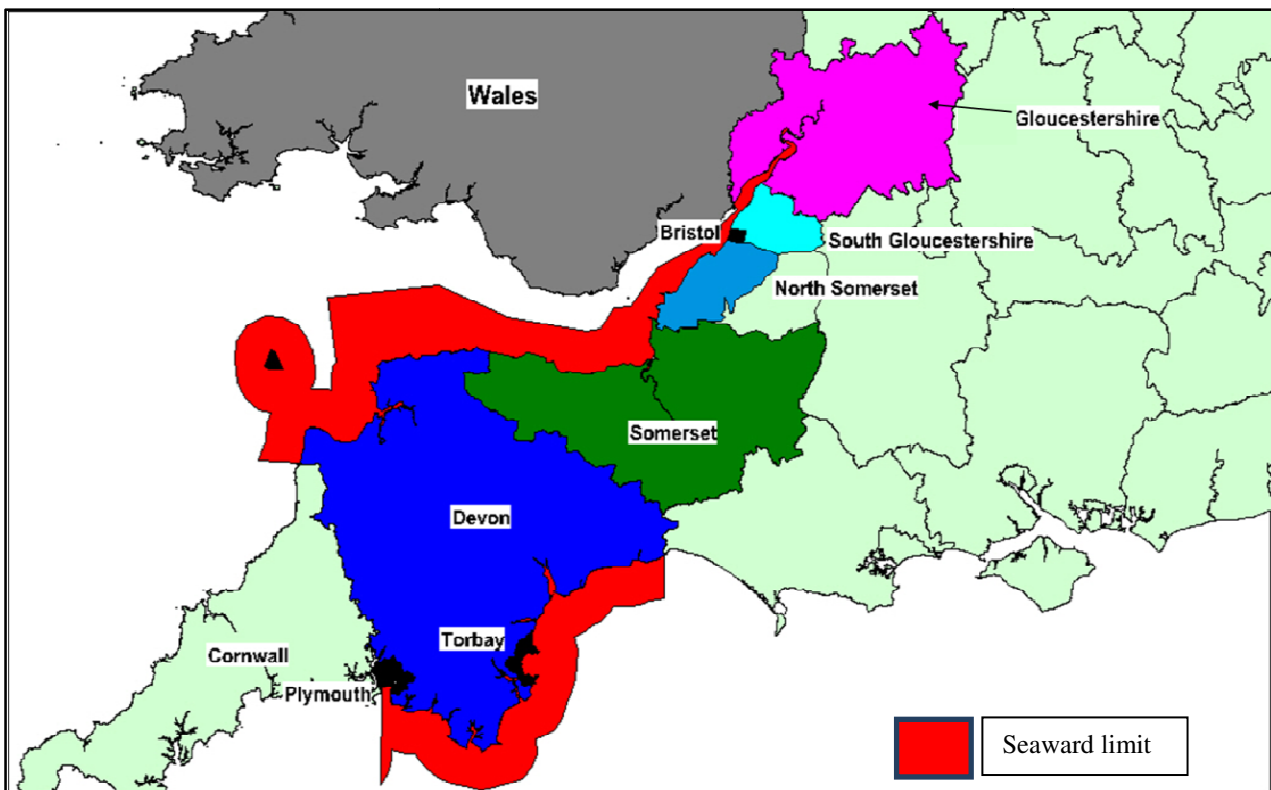 Wales
Gloucestershire
Bristol
South Gloucestershire
North Somerset
Somerset
Devon
Torbay
Cornwall
Plymouth
Seaward limit